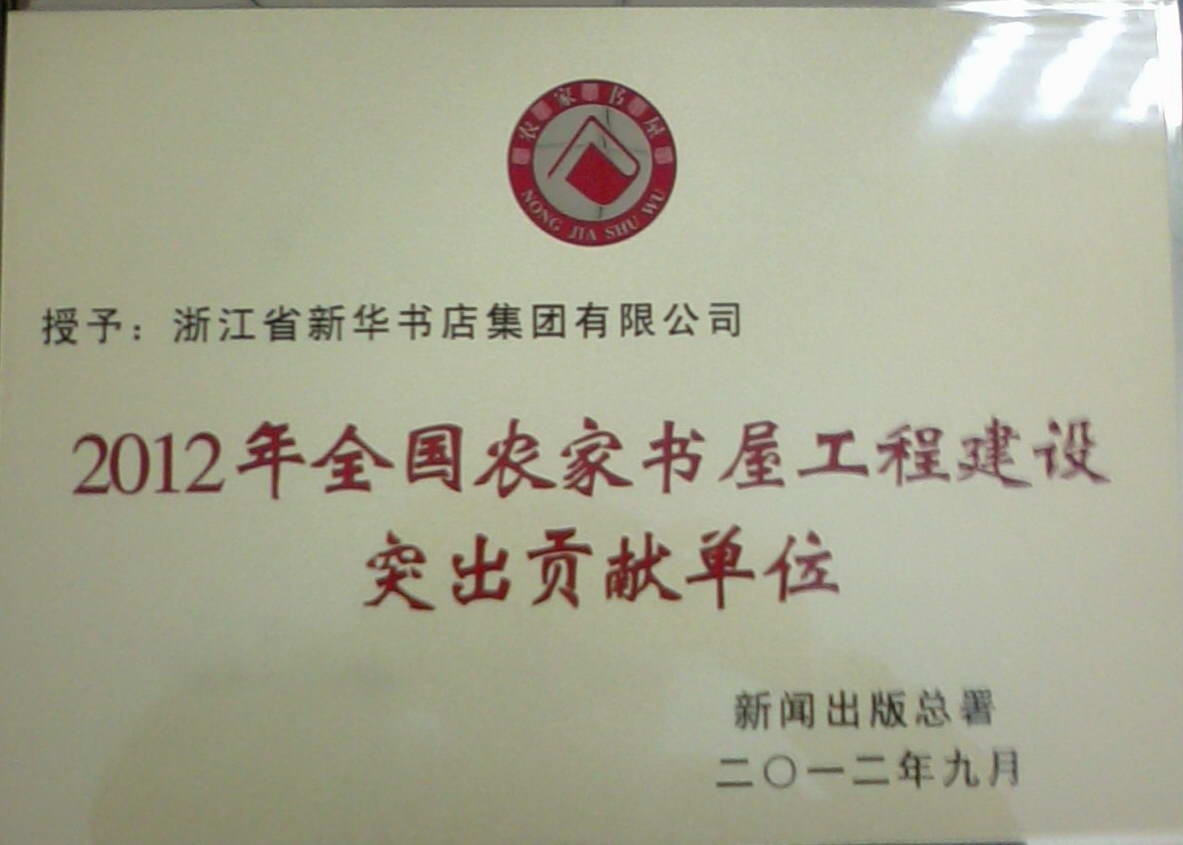 农家书屋
NONG JIA SHU WU
授予：浙江省新华书店集团有限公司
2012年全国农家书屋工程建设
突出贡献单位
新闻出版总署
二〇一二年九月